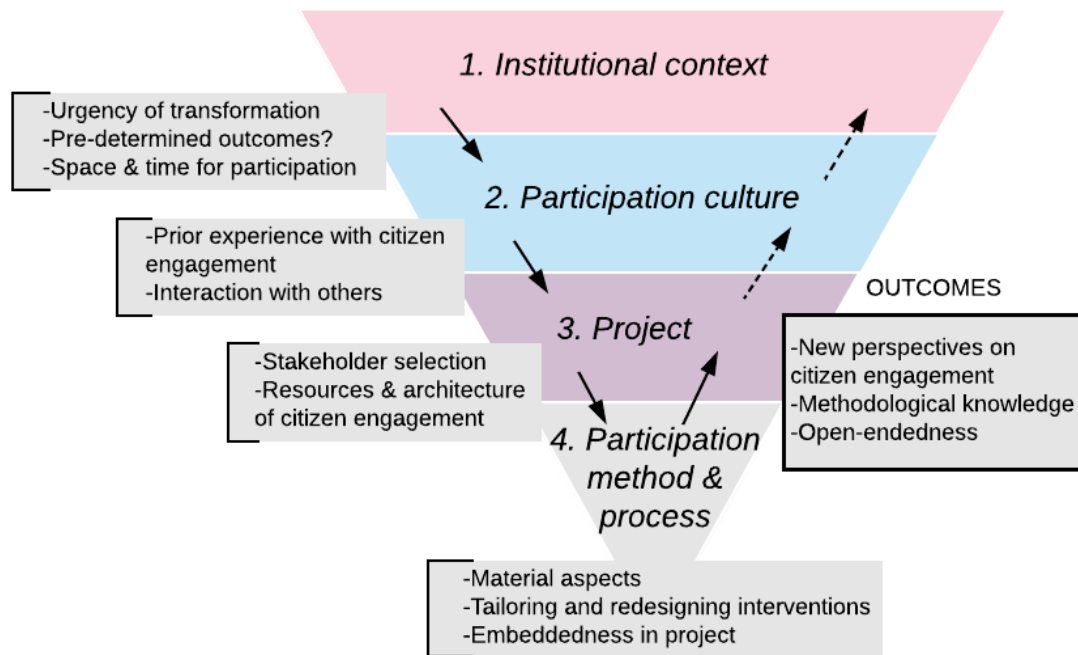 1. Institutional context
-Urgency of transformation
-Pre-determined outcomes?
-Space & time for participation
2. Participation culture
-Prior experience with citizen
engagement
-Interaction with others
3. Project
-Stakeholder selection
-Resources & architecture
of citizen engagement
OUTCOMES
-New perspectives on
citizen engagement
-Methodological knowledge
-Open-endedness
4. Participation
method &
process
-Material aspects
-Tailoring and redesigning interventions
-Embeddedness in project